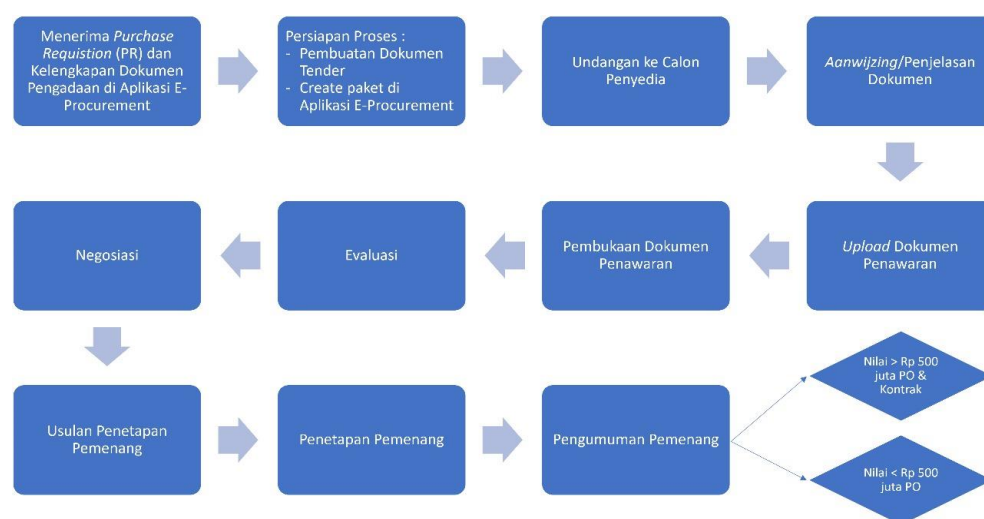 Menerima Purchase
Requistion (PR) dan
Kelengkapan Dokumen
Pengadaan di Aplikasi E-
Procurement
Persiapan Proses :
- Pembuatan Dokumen
Tender
- Create paket di
Aplikasi E-Procurement
Undangan ke Calon
Penyedia
Aanwijzing/Penjelasan
Dokumen
Upload Dokumen
Penawaran
Pembukaan Dokumen
Penawaran
Evaluasi
Negosiasi
Usulan Penetapan
Pemenang
Penetapan Pemenang
Pengumuman Pemenang
Nilai > Rp 500
juta PO &
Kontrak
Nilai < Rp 500
juta PO